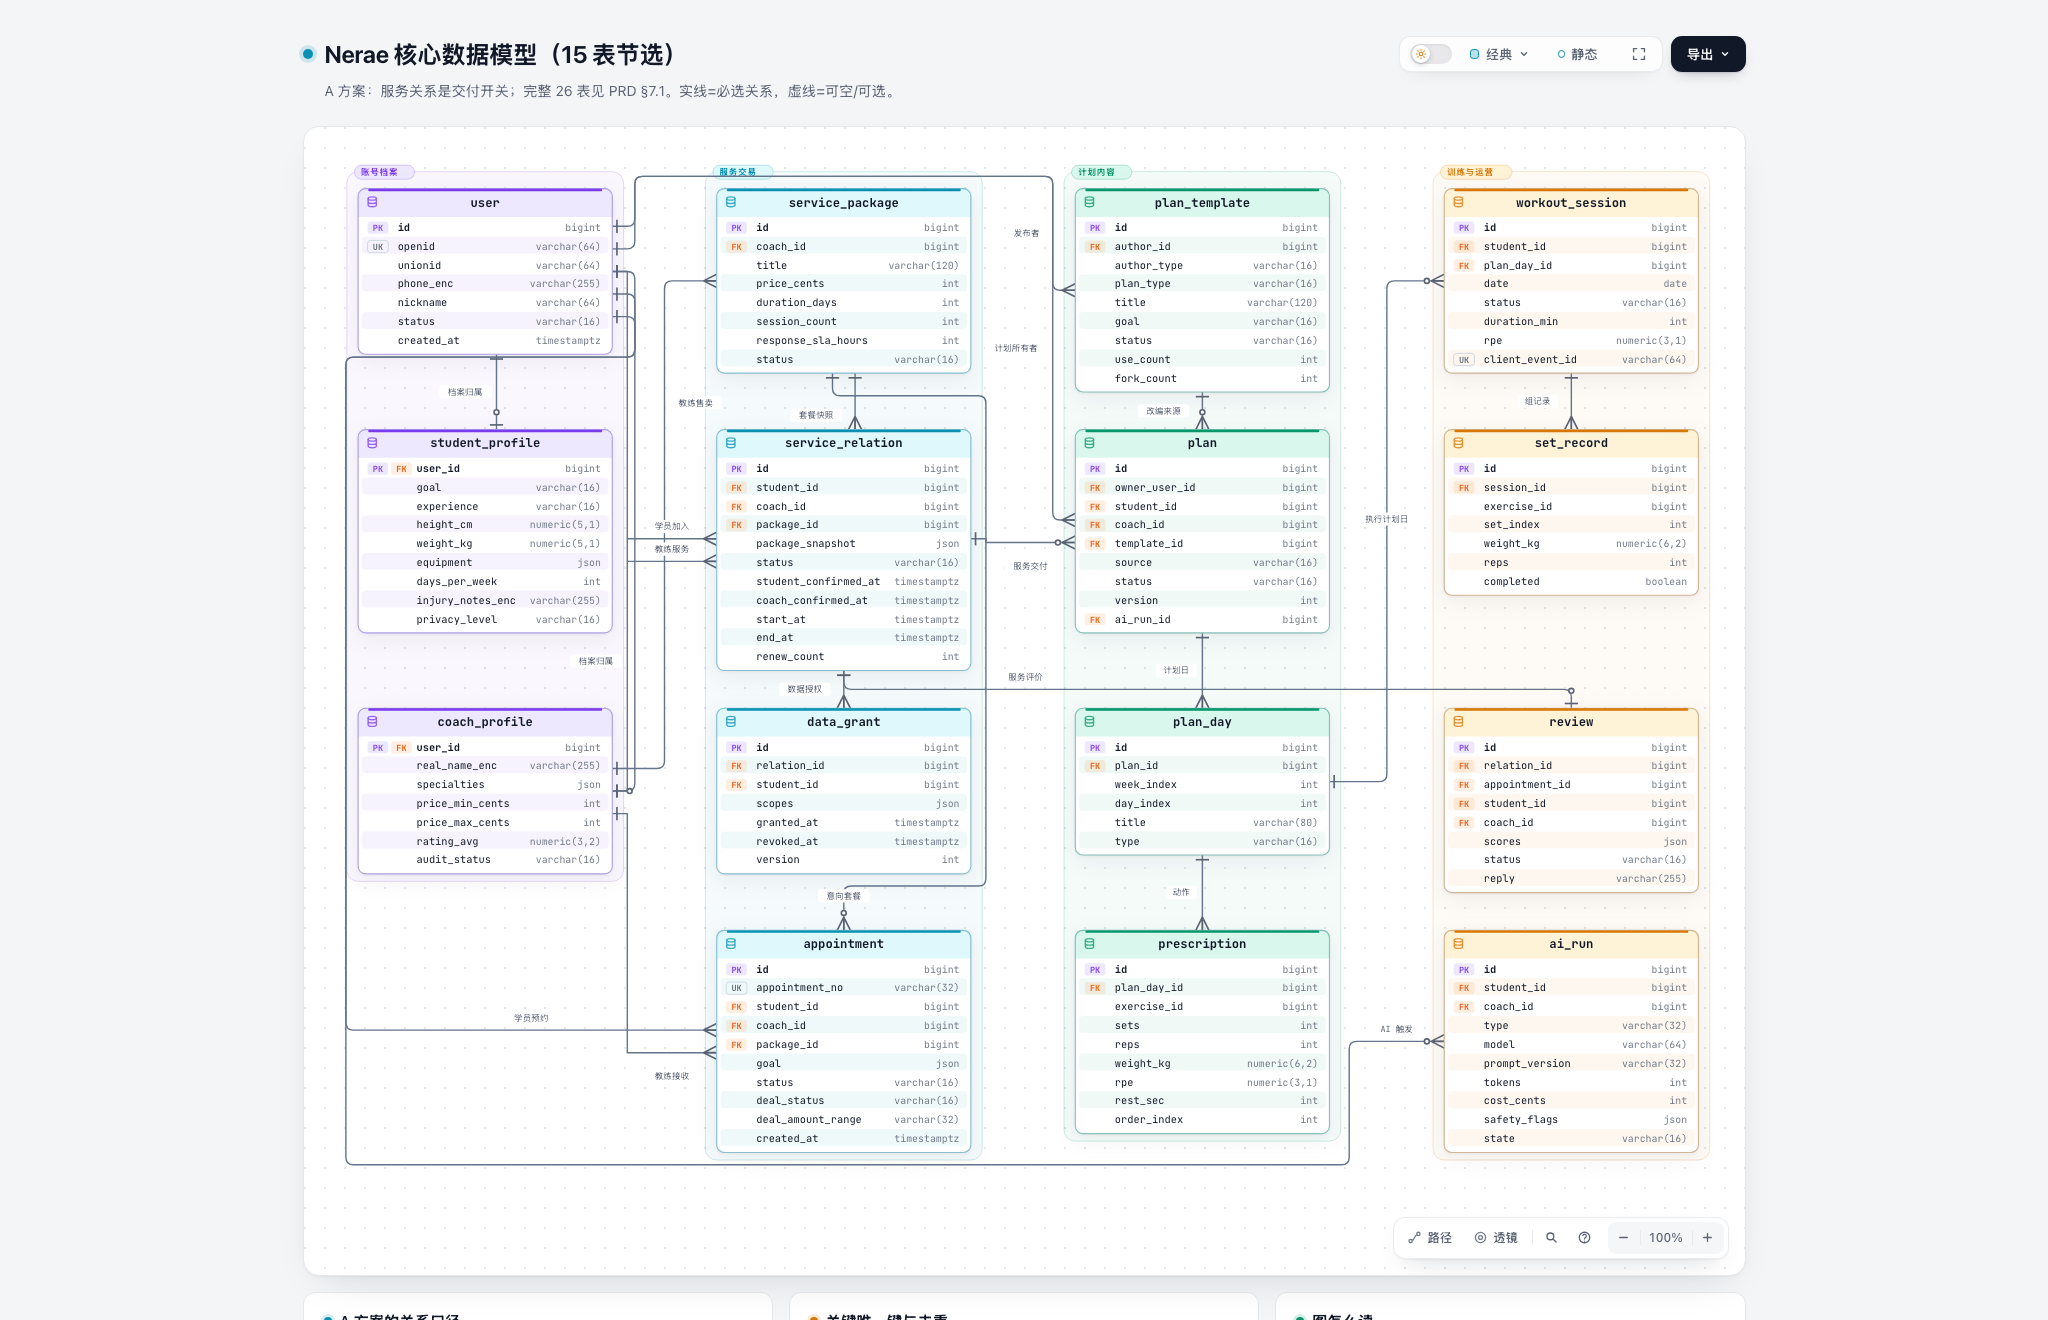 Nerae 核心数据模型（15 表节选）
A 方案：服务关系是交付开关；完整 26 表见 PRD §7.1。实线=必选关系，虚线=可空/可选。
经典
静态
导出
账号档案
user
PK id bigint
UK openid varchar(64)
unionid varchar(64)
phone_enc varchar(255)
nickname varchar(64)
status varchar(16)
created_at timestamptz
档案归属
student_profile
PK FK user_id bigint
goal varchar(16)
experience varchar(16)
height_cm numeric(5,1)
weight_kg numeric(5,1)
equipment json
days_per_week int
injury_notes_enc varchar(255)
privacy_level varchar(16)
档案归属
coach_profile
PK FK user_id bigint
real_name_enc varchar(255)
specialties json
price_min_cents int
price_max_cents int
rating_avg numeric(3,2)
audit_status varchar(16)
学员预约
教练售卖
学员加入
教练服务
教练接收
服务交易
service_package
PK id bigint
FK coach_id bigint
title varchar(120)
price_cents int
duration_days int
session_count int
response_sla_hours int
status varchar(16)
套餐快照
service_relation
PK id bigint
FK student_id bigint
FK coach_id bigint
FK package_id bigint
package_snapshot json
status varchar(16)
student_confirmed_at timestamptz
coach_confirmed_at timestamptz
start_at timestamptz
end_at timestamptz
renew_count int
数据授权
data_grant
PK id bigint
FK relation_id bigint
FK student_id bigint
scopes json
granted_at timestamptz
revoked_at timestamptz
version int
意向套餐
appointment
PK id bigint
UK appointment_no varchar(32)
FK student_id bigint
FK coach_id bigint
FK package_id bigint
goal json
status varchar(16)
deal_status varchar(16)
deal_amount_range varchar(32)
created_at timestamptz
发布者
计划所有者
服务交付
服务评价
计划内容
plan_template
PK id bigint
FK author_id bigint
author_type varchar(16)
plan_type varchar(16)
title varchar(120)
goal varchar(16)
status varchar(16)
use_count int
fork_count int
改编来源
plan
PK id bigint
FK owner_user_id bigint
FK student_id bigint
FK coach_id bigint
FK template_id bigint
source varchar(16)
status varchar(16)
version int
FK ai_run_id bigint
计划日
plan_day
PK id bigint
FK plan_id bigint
week_index int
day_index int
title varchar(80)
type varchar(16)
动作
prescription
PK id bigint
FK plan_day_id bigint
exercise_id bigint
sets int
reps int
weight_kg numeric(6,2)
rpe numeric(3,1)
rest_sec int
order_index int
执行计划日
AI 触发
训练与运营
workout_session
PK id bigint
FK student_id bigint
FK plan_day_id bigint
date date
status varchar(16)
duration_min int
rpe numeric(3,1)
UK client_event_id varchar(64)
组记录
set_record
PK id bigint
FK session_id bigint
exercise_id bigint
set_index int
weight_kg numeric(6,2)
reps int
completed boolean
review
PK id bigint
FK relation_id bigint
FK appointment_id bigint
FK student_id bigint
FK coach_id bigint
scores json
status varchar(16)
reply varchar(255)
ai_run
PK id bigint
FK student_id bigint
FK coach_id bigint
type varchar(32)
model varchar(64)
prompt_version varchar(32)
tokens int
cost_cents int
safety_flags json
state varchar(16)
路径
透镜
100%
A 方案的关系口径
图怎么读